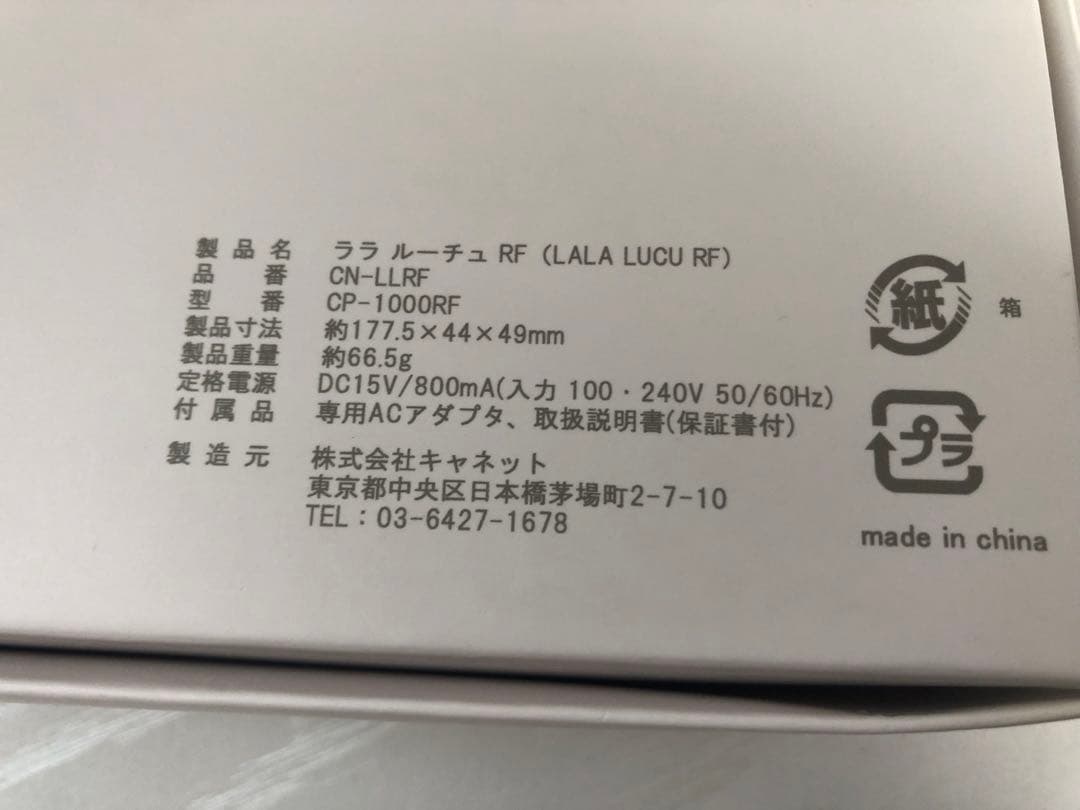 製品名 ララ ルーチュ RF (LALA LUCU RF)
品番 CN-LLRF
型番 CP-1000RF
製品寸法 約177.5×44×49mm
製品重量 約66.5g
定格電源 DC15V/800mA(入力 100・240V 50/60Hz)
付属品 専用ACアダプタ、取扱説明書(保証書付)
製造元 株式会社キャネット
東京都中央区日本橋茅場町2-7-10
TEL：03-6427-1678
紙 箱
プラ
made in china